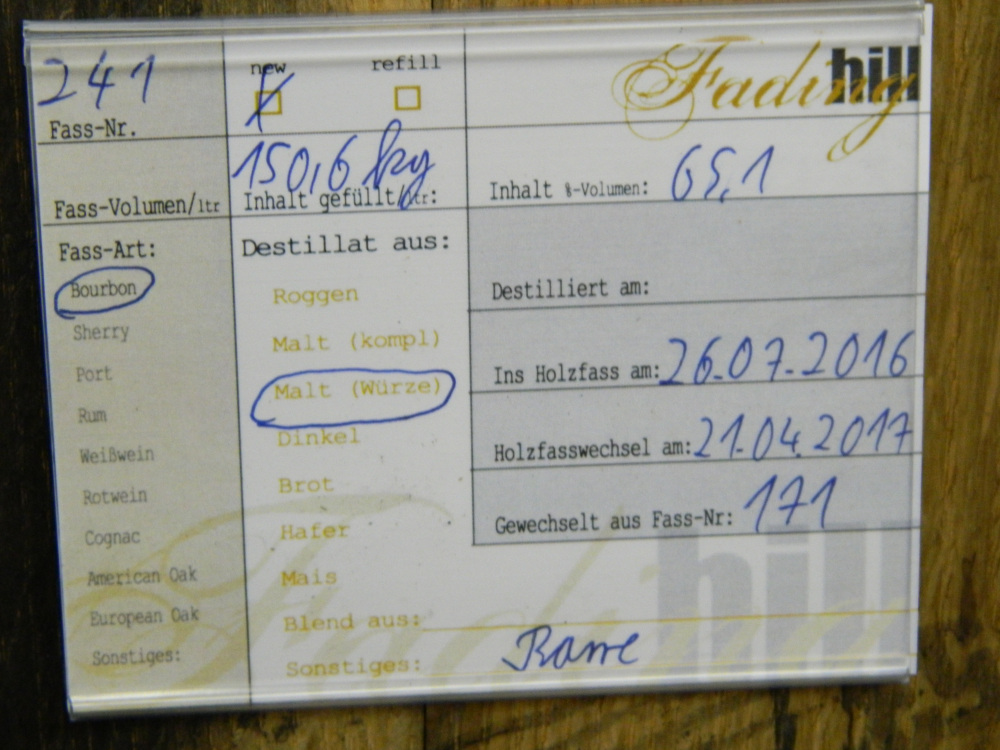 241
Fass-Nr.
new refill
Fading hill
150,6 kg
Fass-Volumen/ltr
Inhalt gefüllt/ltr:
Inhalt %-Volumen: 65,1
Fass-Art:
Bourbon
Sherry
Port
Rum
Weißwein
Rotwein
Cognac
American Oak
European Oak
Sonstiges:
Destillat aus:
Roggen
Malt (kompl)
Malt (Würze)
Dinkel
Brot
Hafer
Mais
Blend aus:
Sonstiges:
Destilliert am:
Ins Holzfass am: 26.07.2016
Holzfasswechsel am: 21.04.2017
Gewechselt aus Fass-Nr: 171
Fading hill